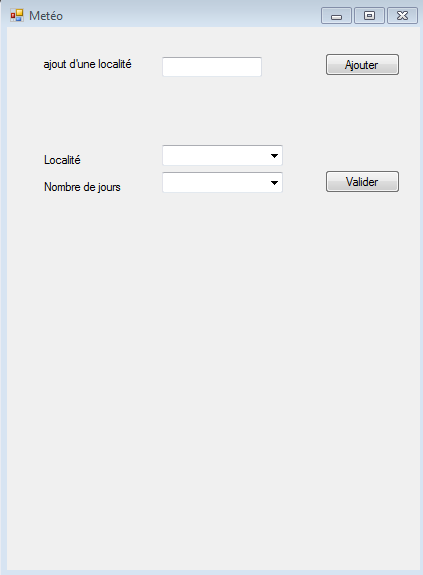 Metéo
ajout d'une localité
Ajouter
Localité
Nombre de jours
Valider